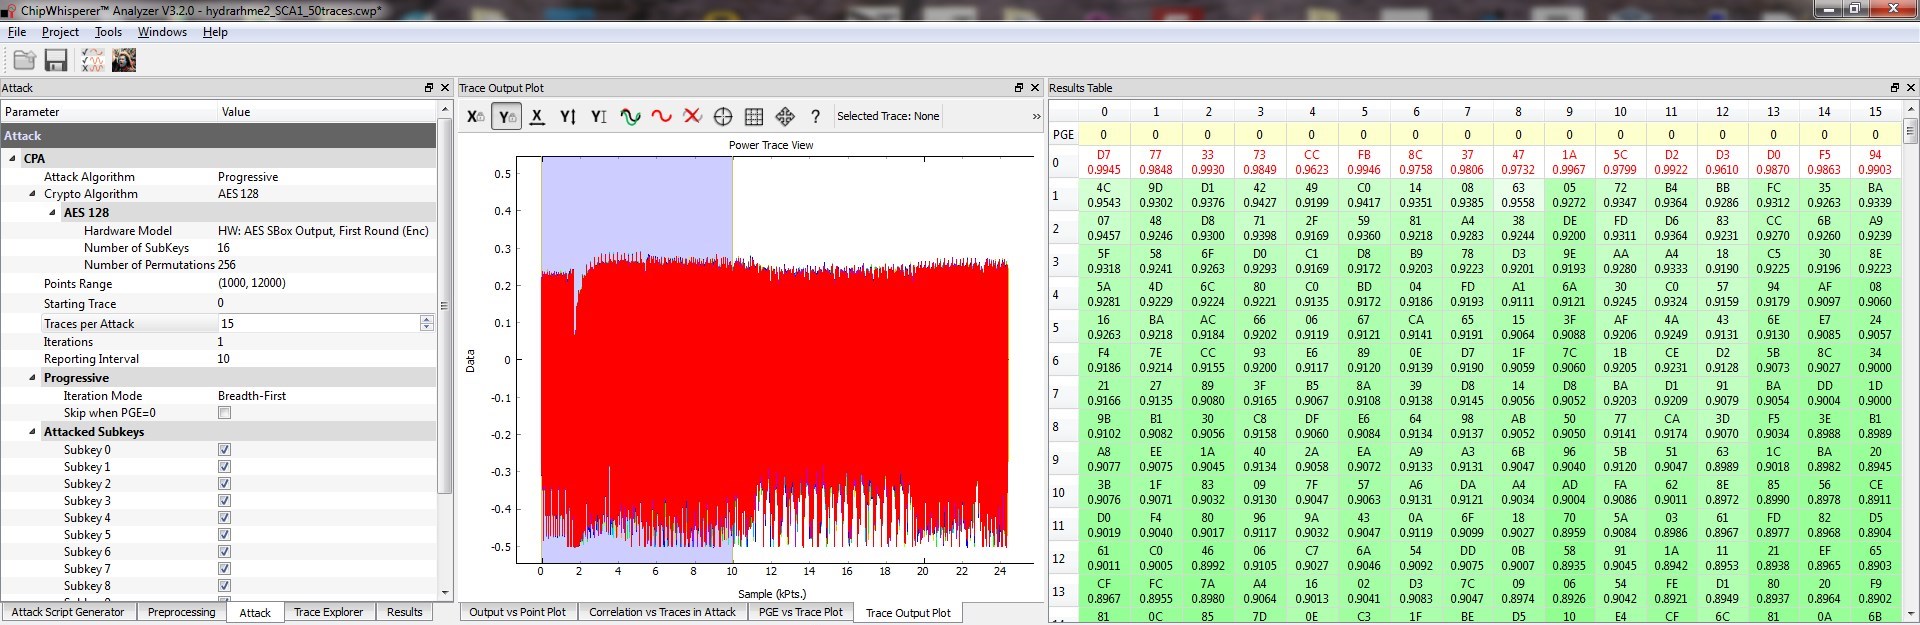 ChipWhisperer™ Analyzer V3.2.0 - hydrarhme2_SCA1_50traces.cwp*
File Project Tools Windows Help
Attack
Parameter Value
Attack
CPA
Attack Algorithm Progressive
Crypto Algorithm AES 128
AES 128
Hardware Model HW: AES SBox Output, First Round (Enc)
Number of SubKeys 16
Number of Permutations 256
Points Range (1000, 12000)
Starting Trace 0
Traces per Attack 15
Iterations 1
Reporting Interval 10
Progressive
Iteration Mode Breadth-First
Skip when PGE=0
Attacked Subkeys
Subkey 0
Subkey 1
Subkey 2
Subkey 3
Subkey 4
Subkey 5
Subkey 6
Subkey 7
Subkey 8
Attack Script Generator Preprocessing Attack Trace Explorer Results
Trace Output Plot
Selected Trace: None »
Power Trace View
0.5
0.4
0.3
0.2
0.1
0
-0.1
-0.2
-0.3
-0.4
-0.5
Data
0 2 4 6 8 10 12 14 16 18 20 22 24
Sample (kPts.)
Output vs Point Plot Correlation vs Traces in Attack PGE vs Trace Plot Trace Output Plot
Results Table
0 1 2 3 4 5 6 7 8 9 10 11 12 13 14 15
PGE 0 0 0 0 0 0 0 0 0 0 0 0 0 0 0 0
0
D7 77 33 73 CC FB 8C 37 47 1A 5C D2 D3 D0 F5 94
0.9945 0.9848 0.9930 0.9849 0.9623 0.9946 0.9758 0.9806 0.9732 0.9967 0.9799 0.9922 0.9610 0.9870 0.9863 0.9903
1
4C 9D D1 42 49 C0 14 08 63 05 72 B4 BB FC 35 BA
0.9543 0.9302 0.9376 0.9427 0.9199 0.9417 0.9351 0.9385 0.9558 0.9272 0.9347 0.9364 0.9286 0.9312 0.9263 0.9339
2
07 48 D8 71 2F 59 81 A4 38 DE FD D6 83 CC 6B A9
0.9457 0.9246 0.9300 0.9398 0.9169 0.9360 0.9218 0.9283 0.9244 0.9200 0.9311 0.9364 0.9231 0.9270 0.9260 0.9239
3
5F 58 6F D0 C1 D8 B9 78 D3 9E AA A4 18 C5 30 8E
0.9318 0.9241 0.9263 0.9293 0.9169 0.9172 0.9203 0.9223 0.9201 0.9193 0.9280 0.9333 0.9190 0.9225 0.9196 0.9223
4
5A 4D 6C 80 C0 BD 04 FD A1 6A 30 C0 57 94 AF 08
0.9281 0.9229 0.9224 0.9221 0.9135 0.9172 0.9186 0.9193 0.9111 0.9121 0.9245 0.9324 0.9159 0.9179 0.9097 0.9060
5
16 BA AC 66 06 67 CA 65 15 3F AF 4A 43 6E E7 24
0.9263 0.9218 0.9184 0.9202 0.9119 0.9121 0.9141 0.9191 0.9064 0.9088 0.9206 0.9249 0.9131 0.9130 0.9085 0.9057
6
F4 7E CC 93 E6 89 0E D7 1F 7C 1B CE D2 5B 8C 34
0.9186 0.9214 0.9155 0.9200 0.9117 0.9120 0.9139 0.9190 0.9059 0.9060 0.9205 0.9231 0.9128 0.9073 0.9027 0.9000
7
21 27 89 3F B5 8A 39 D8 14 D8 BA D1 91 BA DD 1D
0.9166 0.9135 0.9080 0.9165 0.9067 0.9108 0.9138 0.9145 0.9056 0.9052 0.9203 0.9209 0.9079 0.9054 0.9004 0.9000
8
9B B1 30 C8 DF E6 64 98 AB 50 77 CA 3D F5 3E B1
0.9102 0.9082 0.9056 0.9158 0.9060 0.9084 0.9134 0.9137 0.9052 0.9050 0.9141 0.9174 0.9070 0.9034 0.8988 0.8989
9
A8 EE 1A 40 2A EA A9 A3 6B 96 5B 51 63 1C BA 20
0.9077 0.9075 0.9045 0.9134 0.9058 0.9072 0.9133 0.9131 0.9047 0.9040 0.9120 0.9047 0.8989 0.9018 0.8982 0.8945
10
3B 1F 83 09 7F 57 A6 DA A4 AD FA 62 8E 85 56 CE
0.9076 0.9071 0.9032 0.9130 0.9047 0.9063 0.9131 0.9121 0.9034 0.9004 0.9086 0.9011 0.8972 0.8990 0.8978 0.8911
11
D0 F4 80 96 9A 43 0A 6F 18 70 5A 03 61 FD 82 D5
0.9019 0.9040 0.9017 0.9117 0.9032 0.9047 0.9119 0.9099 0.9027 0.8959 0.9084 0.8986 0.8967 0.8977 0.8968 0.8904
12
61 C0 46 06 C7 6A 54 DD 0B 58 91 1A 11 21 EF 65
0.9011 0.9005 0.8992 0.9105 0.9027 0.9046 0.9092 0.9075 0.9007 0.8935 0.9045 0.8942 0.8953 0.8938 0.8965 0.8903
13
CF FC 7A A4 16 02 D3 7C 09 06 54 FE D1 80 20 F9
0.8967 0.8955 0.8980 0.9064 0.9013 0.9041 0.9083 0.9047 0.8974 0.8926 0.9042 0.8921 0.8949 0.8937 0.8964 0.8902
81 0C 85 7D 0E C3 1F BE D5 10 E4 CF 6C 81 0A 6B